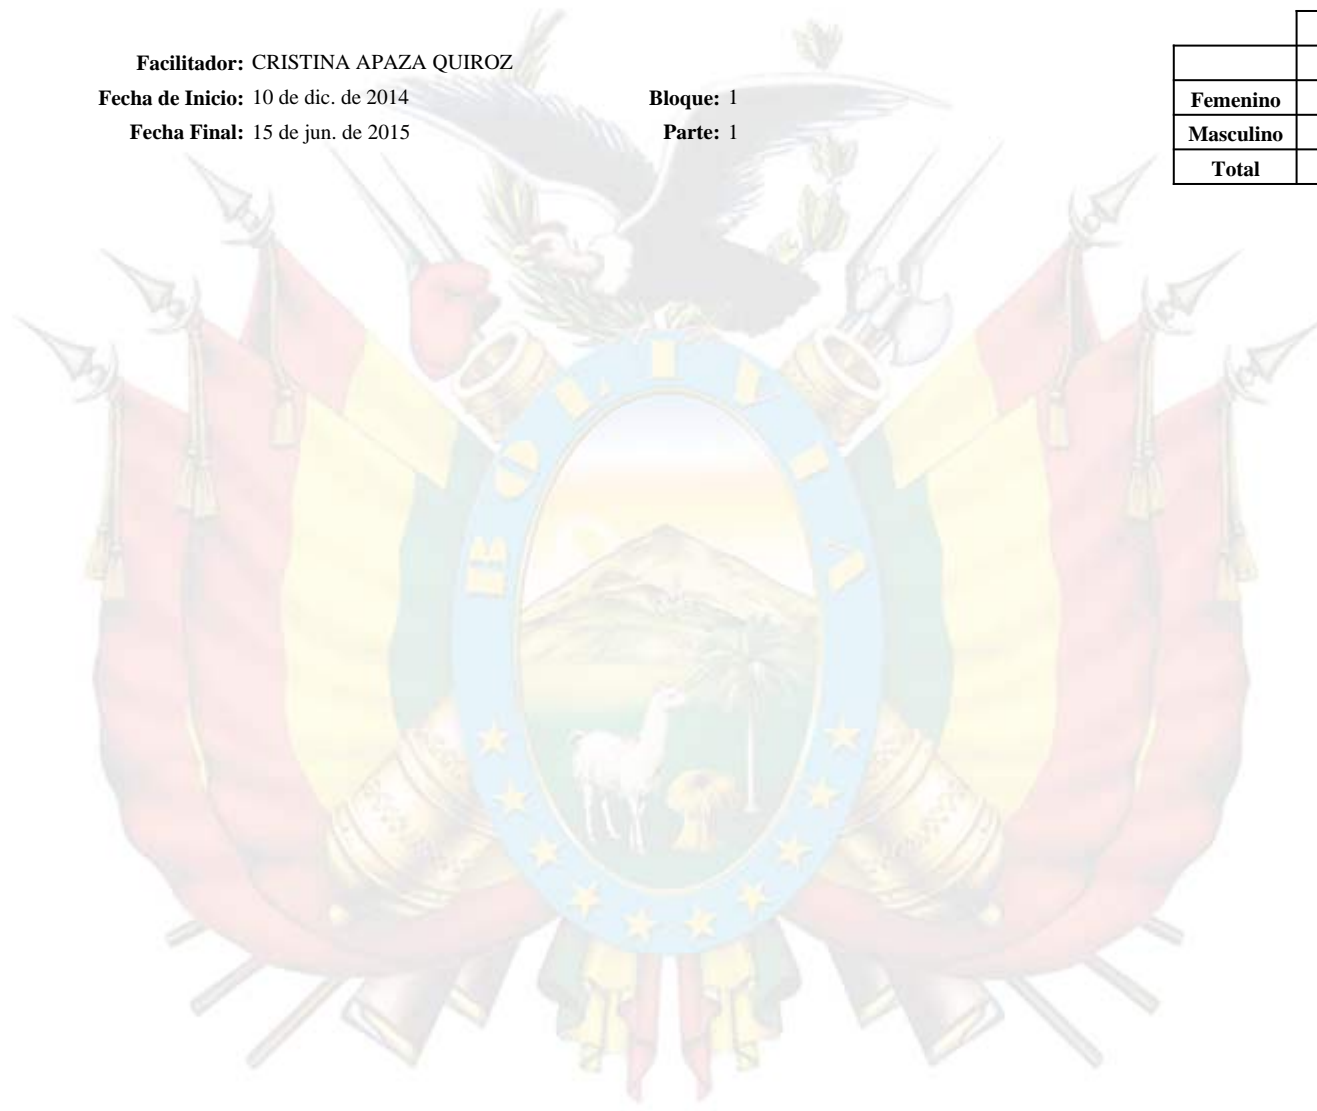 Facilitador: CRISTINA APAZA QUIROZ
Fecha de Inicio: 10 de dic. de 2014 Bloque: 1
Fecha Final: 15 de jun. de 2015 Parte: 1
Femenino
Masculino
Total
BOLIVIA